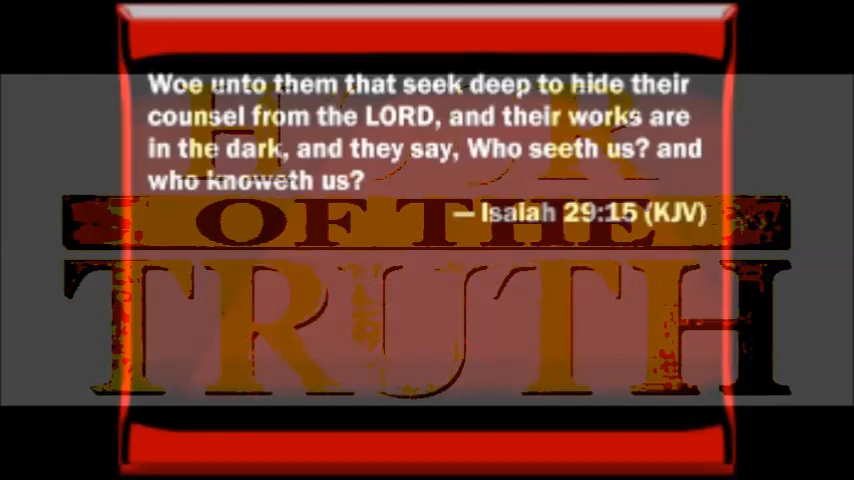 Woe unto them that seek deep to hide their
counsel from the LORD, and their works are
in the dark, and they say, Who seeth us? and
who knoweth us?
— Isaiah 29:15 (KJV)
HOUR
OF THE
TRUTH